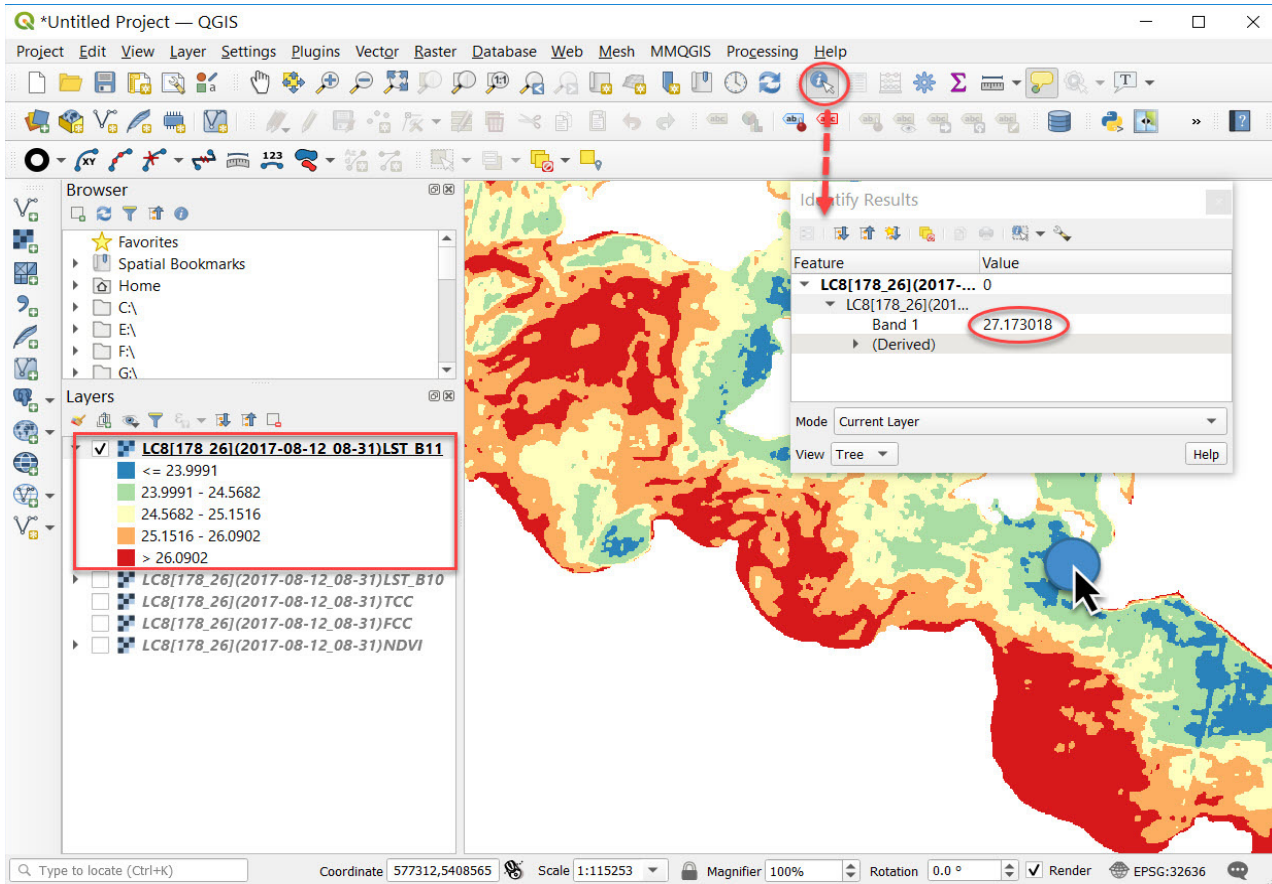 *Untitled Project — QGIS
Project Edit View Layer Settings Plugins Vector Raster Database Web Mesh MMQGIS Processing Help
Browser
Favorites
Spatial Bookmarks
Home
C:\
E:\
F:\
G:\
Layers
LC8[178_26](2017-08-12 08-31)LST B11
<= 23.9991
23.9991 - 24.5682
24.5682 - 25.1516
25.1516 - 26.0902
> 26.0902
LC8[178_26](2017-08-12_08-31)LST_B10
LC8[178_26](2017-08-12_08-31)TCC
LC8[178_26](2017-08-12_08-31)FCC
LC8[178_26](2017-08-12_08-31)NDVI
Identify Results
Feature Value
LC8[178_26](2017-... 0
LC8[178_26](201...
Band 1 27.173018
(Derived)
Mode Current Layer
View Tree Help
Type to locate (Ctrl+K) Coordinate 577312,5408565 Scale 1:115253 Magnifier 100% Rotation 0.0 ° Render EPSG:32636